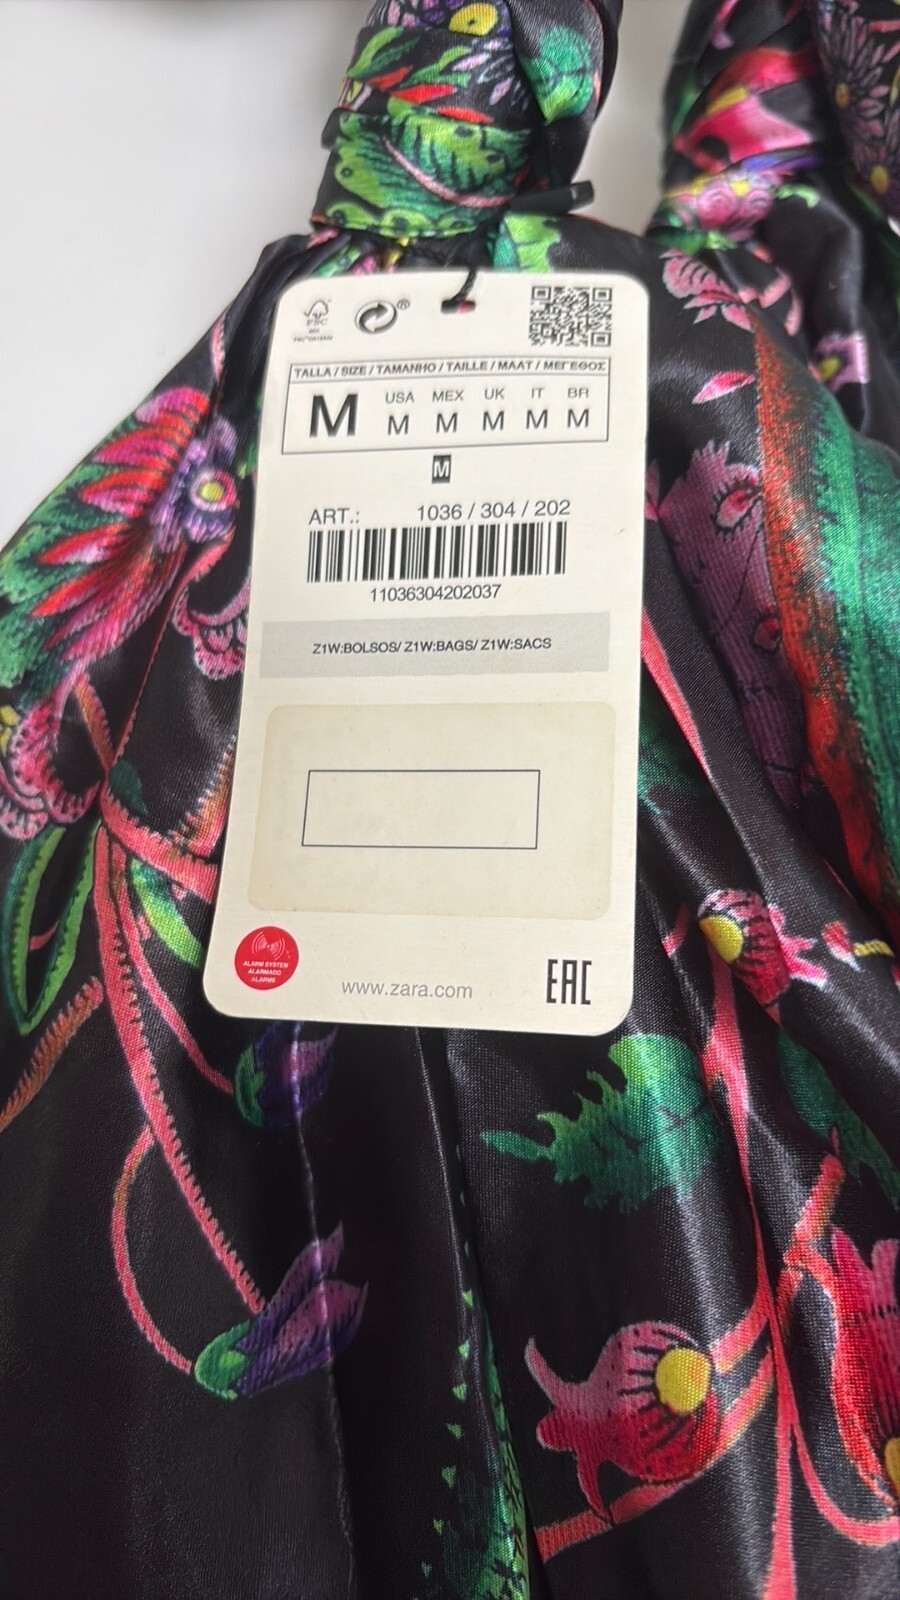 FSC
®
TALLA / SIZE / TAMANHO / TAILLE / MAAT / ΜΕΓΕΘΟΣ
M
USA MEX UK IT BR
M M M M M
M
ART.: 1036 / 304 / 202
11036304202037
Z1W:BOLSOS/ Z1W:BAGS/ Z1W:SACS
ALARM SYSTEM
ALARMADO
ALARMS
www.zara.com
EAC